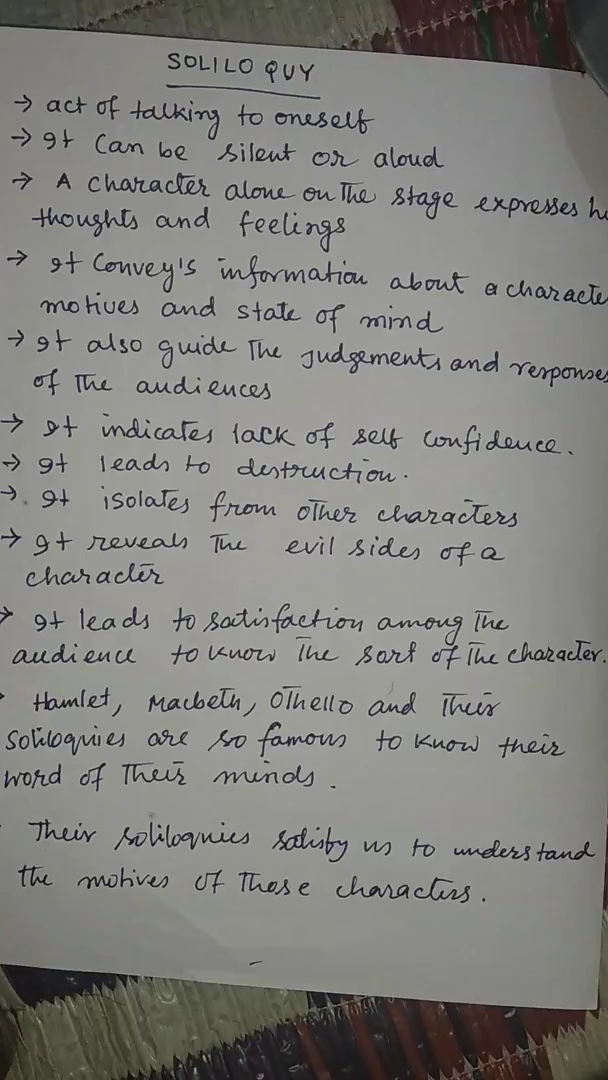 SOLILOQUY
→ act of talking to oneself
→ It can be silent or aloud
→ A character alone on the stage expresses
thoughts and feelings
→ It Convey's information about a characte
motives and state of mind
→ It also guide the judgements and responses
of the audiences
→ It indicates lack of self confidence.
→ It leads to destruction.
→ It isolates from other characters
→ It reveals the evil sides of a
character
→ It leads to satisfaction among the
audience to know the sort of the character.
Hamlet, Macbeth, Othello and their
soliloquies are so famous to know their
word of their minds.
Their soliloquies satisfy us to understand
the motives of those characters.